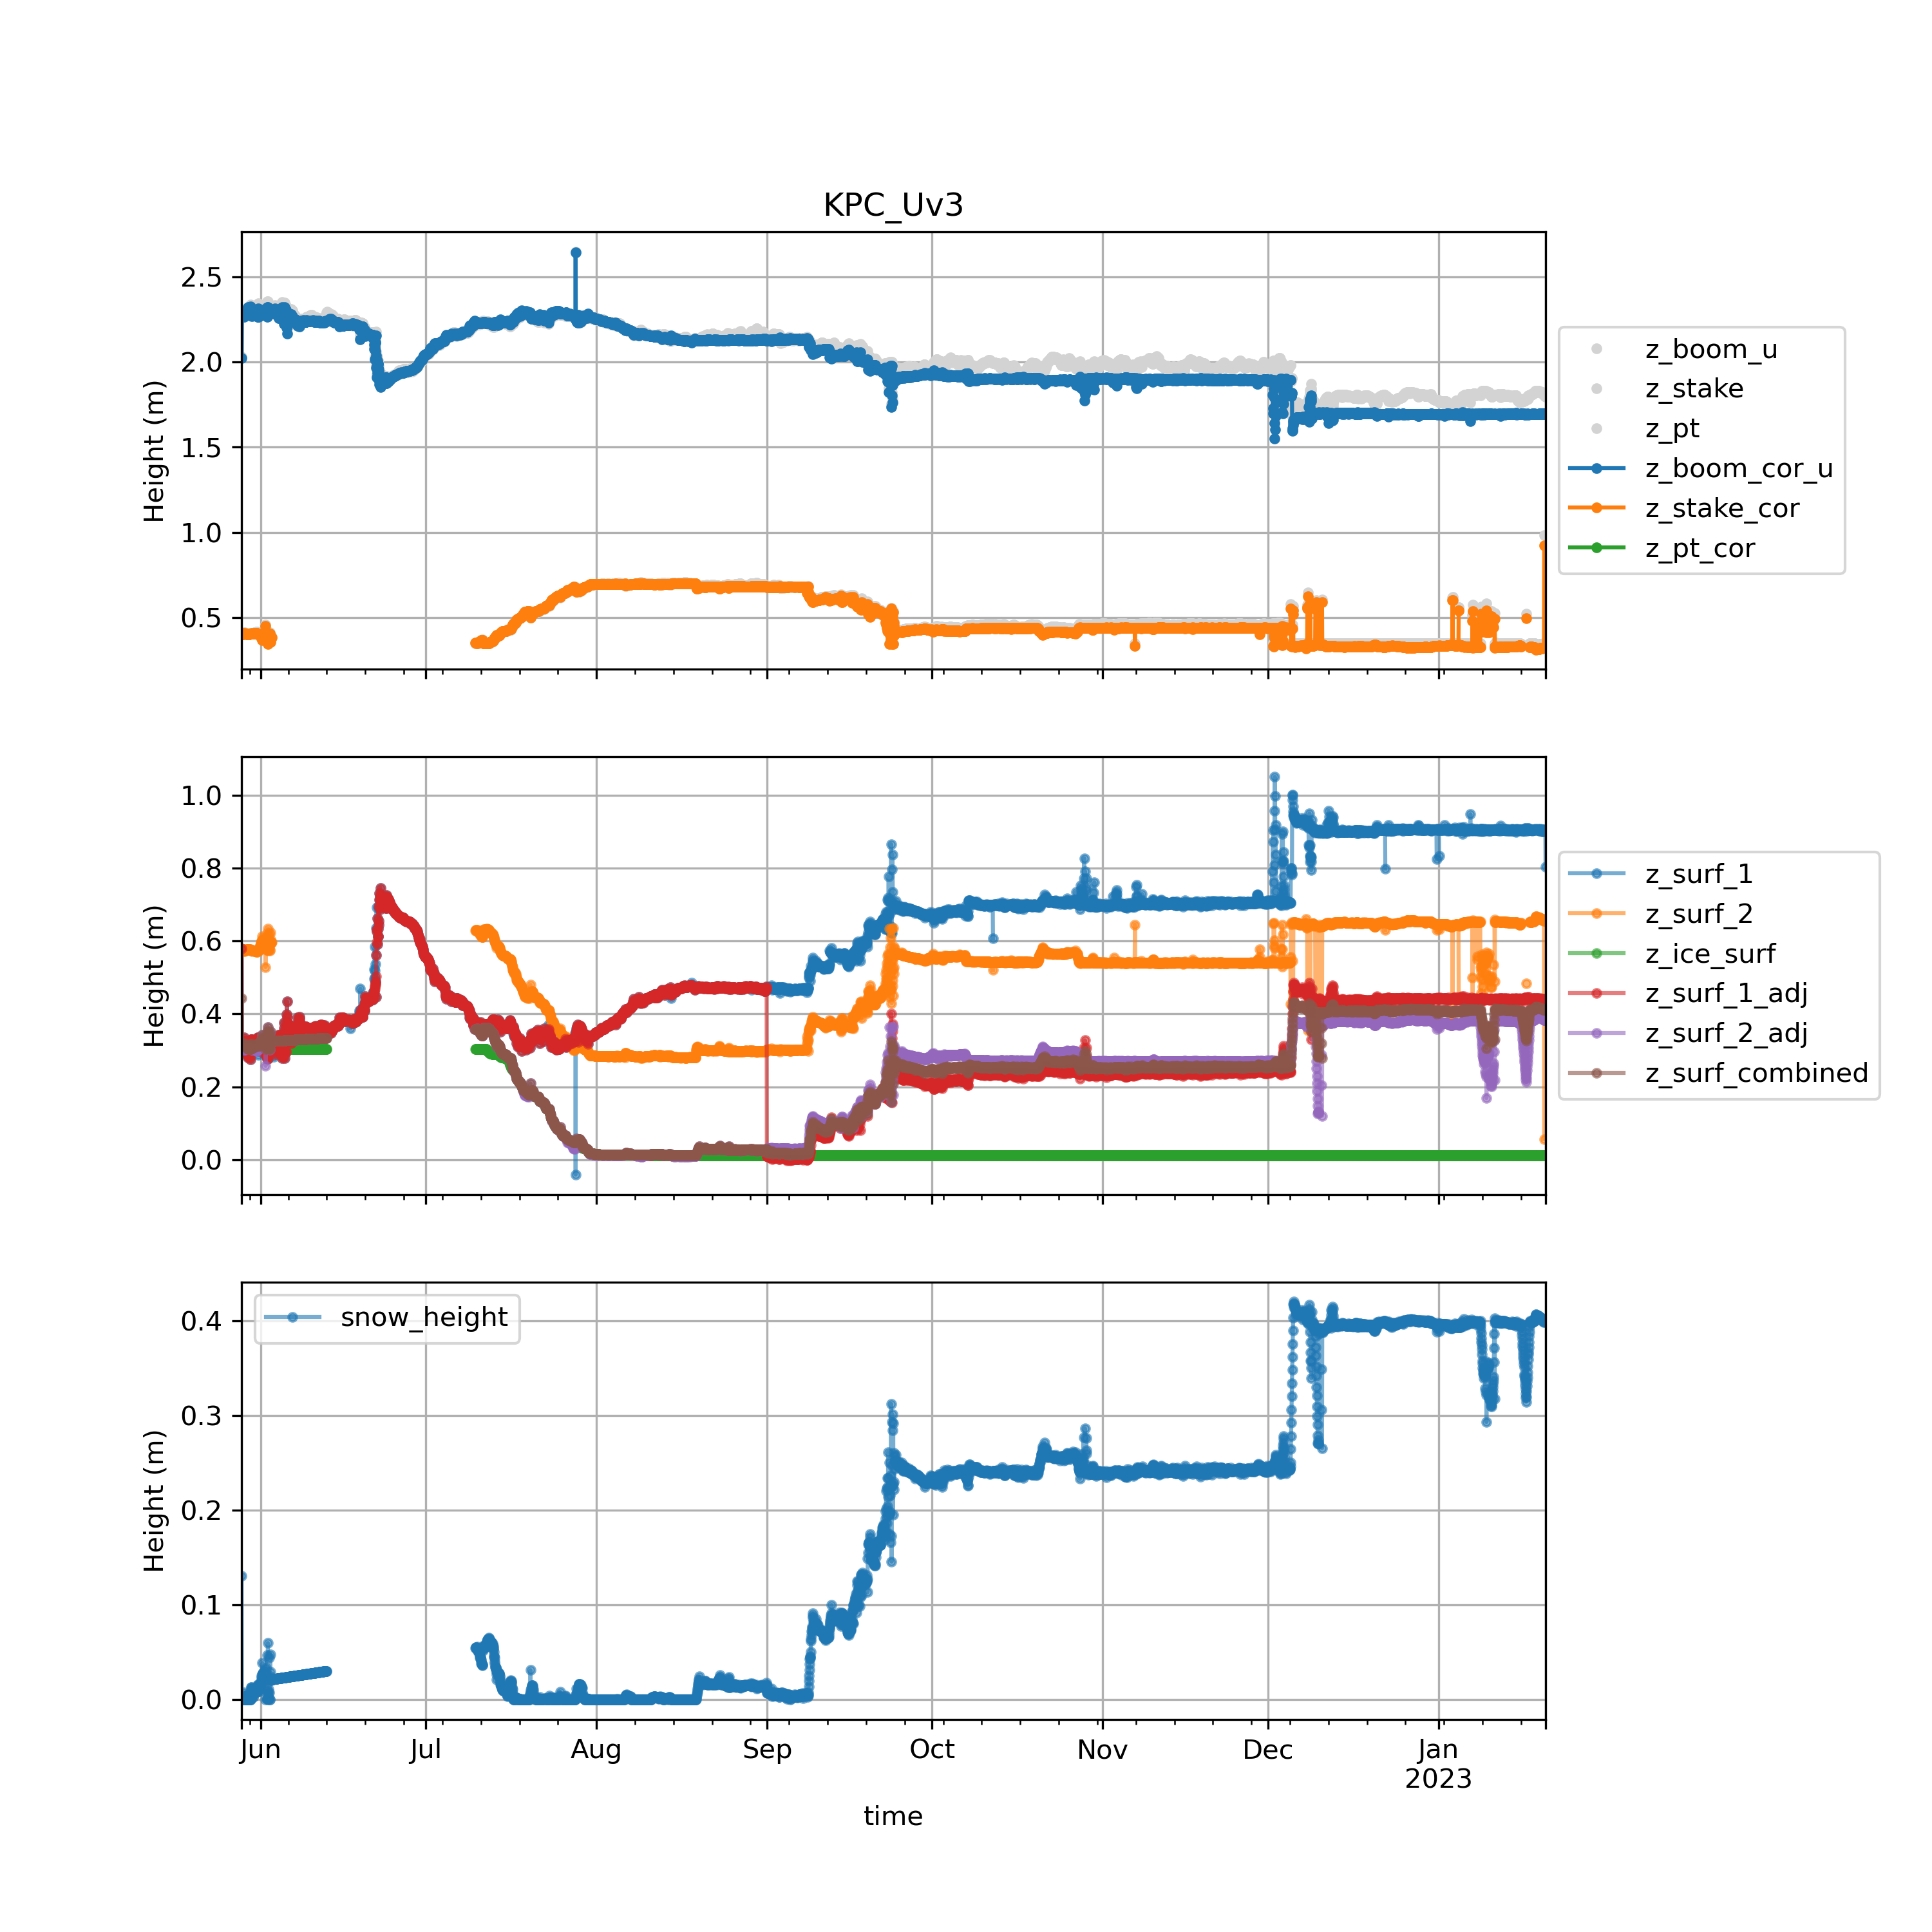 KPC_Uv3
2.5
2.0
1.5
1.0
0.5
Height (m)
z_boom_u
z_stake
z_pt
z_boom_cor_u
z_stake_cor
z_pt_cor
1.0
0.8
0.6
0.4
0.2
0.0
Height (m)
z_surf_1
z_surf_2
z_ice_surf
z_surf_1_adj
z_surf_2_adj
z_surf_combined
snow_height
0.4
0.3
0.2
0.1
0.0
Height (m)
Jun Jul Aug Sep Oct Nov Dec Jan
2023
time